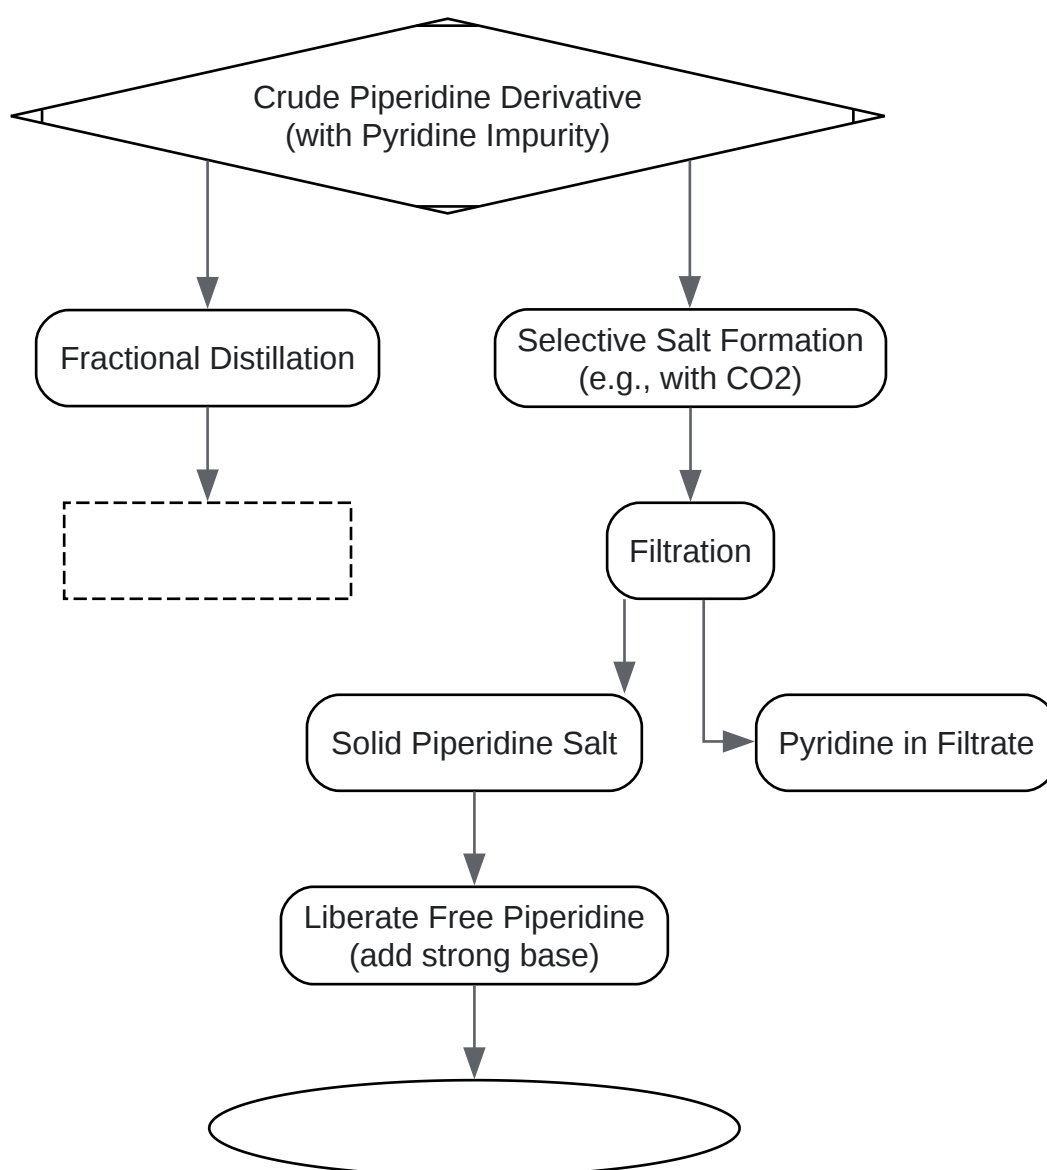 Crude Piperidine Derivative
(with Pyridine Impurity)
Fractional Distillation
Selective Salt Formation
(e.g., with CO2)
Filtration
Solid Piperidine Salt
Pyridine in Filtrate
Liberate Free Piperidine
(add strong base)